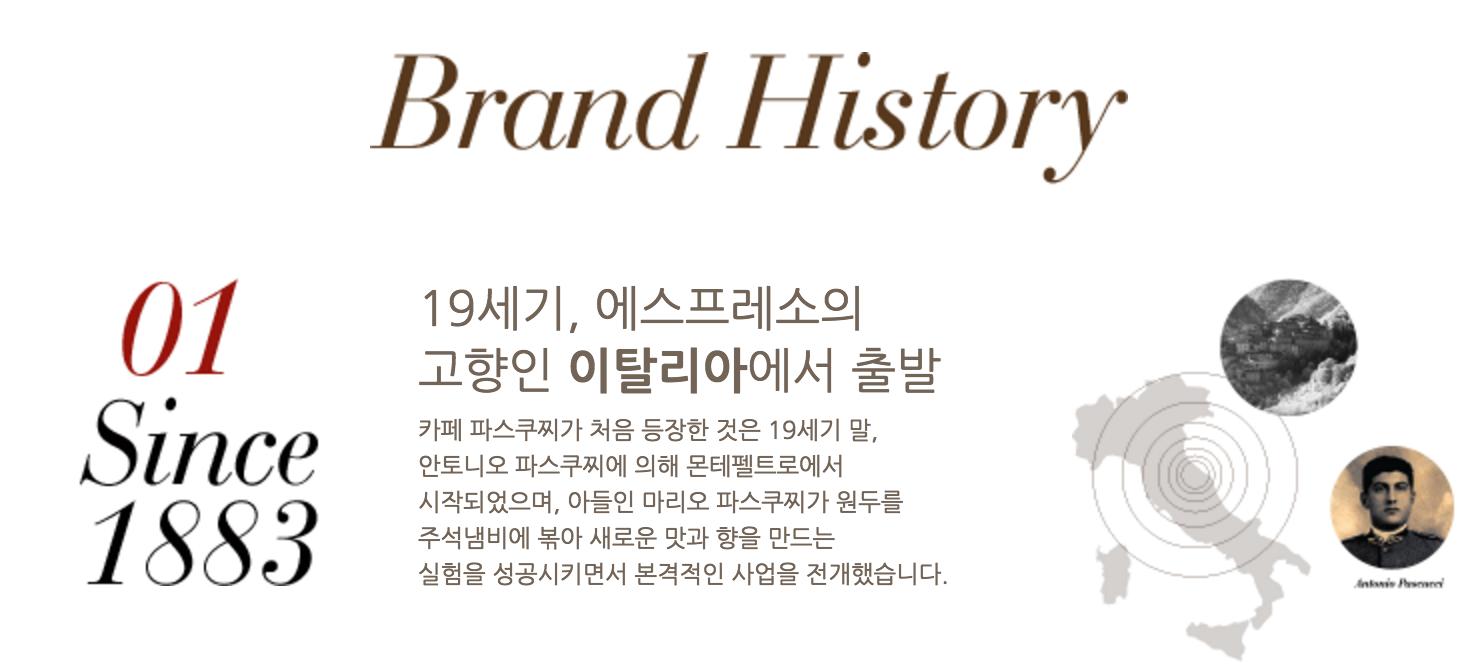 Brand History
01
Since
1883
19세기, 에스프레소의
고향인 이탈리아에서 출발
카페 파스쿠찌가 처음 등장한 것은 19세기 말,
안토니오 파스쿠찌에 의해 몬테펠트로에서
시작되었으며, 아들인 마리오 파스쿠찌가 원두를
주석냄비에 볶아 새로운 맛과 향을 만드는
실험을 성공시키면서 본격적인 사업을 전개했습니다.
Antonio Pascucci